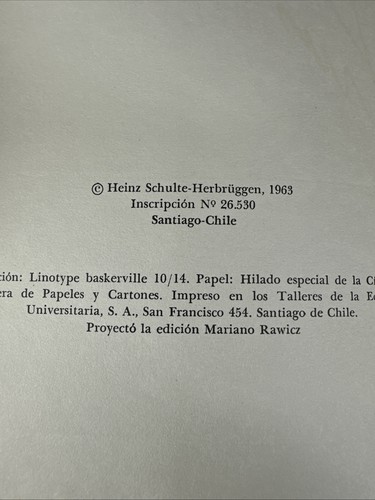 © Heinz Schulte-Herbrüggen, 1963
Inscripción Nº 26.530
Santiago-Chile
ción: Linotype baskerville 10/14. Papel: Hilado especial de la C
era de Papeles y Cartones. Impreso en los Talleres de la E
Universitaria, S. A., San Francisco 454. Santiago de Chile.
Proyectó la edición Mariano Rawicz